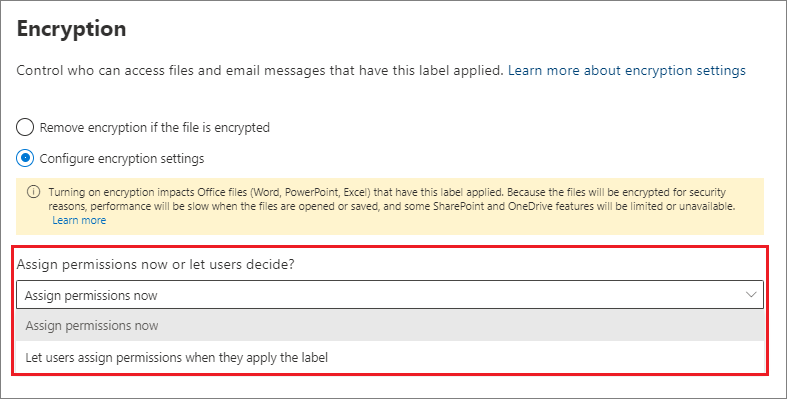 Encryption
Control who can access files and email messages that have this label applied. Learn more about encryption settings
Remove encryption if the file is encrypted
Configure encryption settings
Turning on encryption impacts Office files (Word, PowerPoint, Excel) that have this label applied. Because the files will be encrypted for security
reasons, performance will be slow when the files are opened or saved, and some SharePoint and OneDrive features will be limited or unavailable.
Learn more
Assign permissions now or let users decide?
Assign permissions now
Assign permissions now
Let users assign permissions when they apply the label